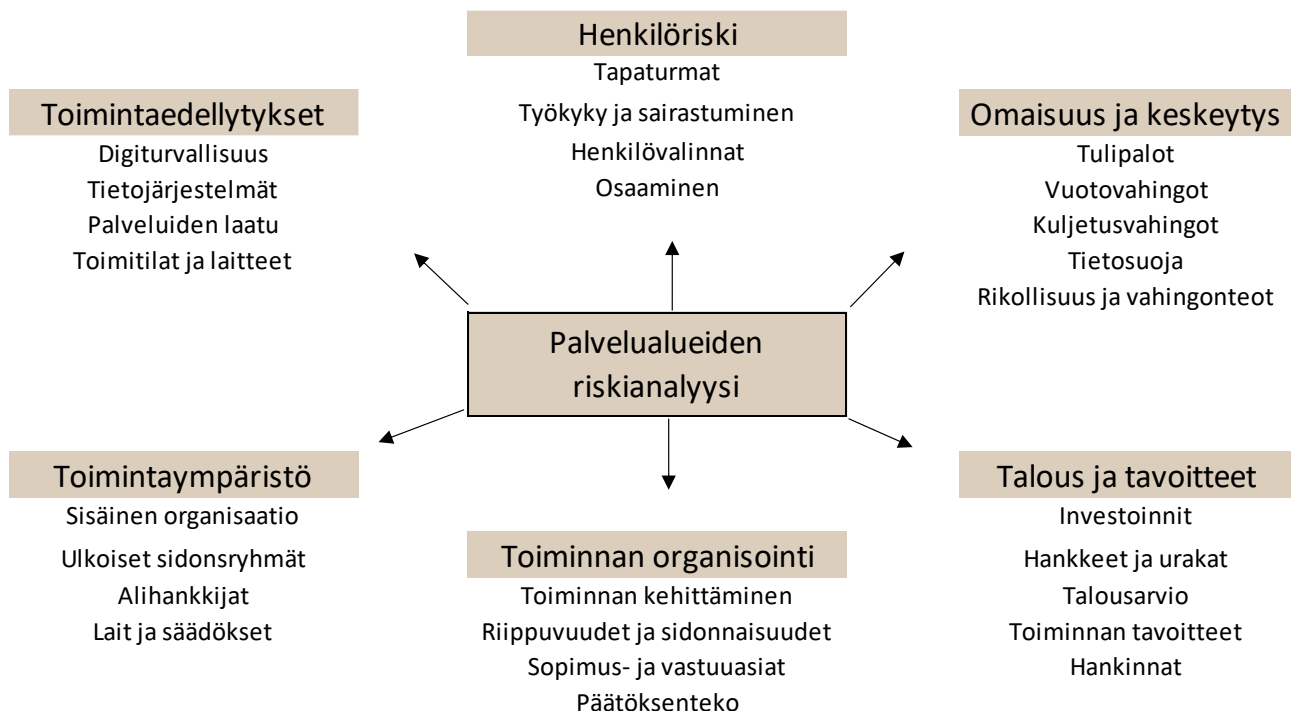 Henkilöriski
Tapaturmat
Työkyky ja sairastuminen
Henkilövalinnat
Osaaminen
Toimintaedellytykset
Digiturvallisuus
Tietojärjestelmät
Palveluiden laatu
Toimitilat ja laitteet
Omaisuus ja keskeytys
Tulipalot
Vuotovahingot
Kuljetusvahingot
Tietosuoja
Rikollisuus ja vahingonteot
Palvelualueiden
riskianalyysi
Toimintaympäristö
Sisäinen organisaatio
Ulkoiset sidonsryhmät
Alihankkijat
Lait ja säädökset
Toiminnan organisointi
Toiminnan kehittäminen
Riippuvuudet ja sidonnaisuudet
Sopimus- ja vastuuasiat
Päätöksenteko
Talous ja tavoitteet
Investoinnit
Hankkeet ja urakat
Talousarvio
Toiminnan tavoitteet
Hankinnat